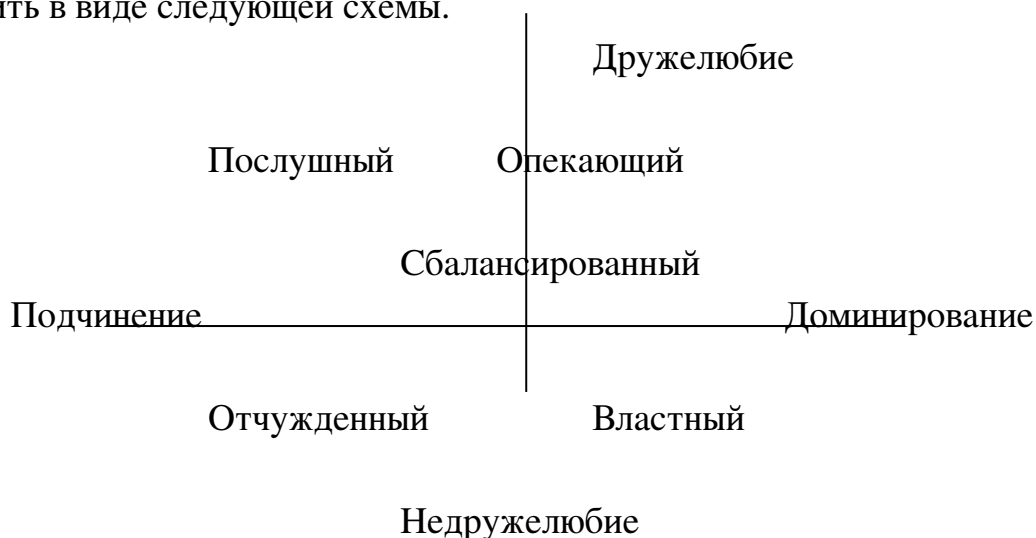 ить в виде следующей схемы.
Дружелюбие
Послушный Опекающий
Сбалансированный
Подчинение Доминирование
Отчужденный Властный
Недружелюбие